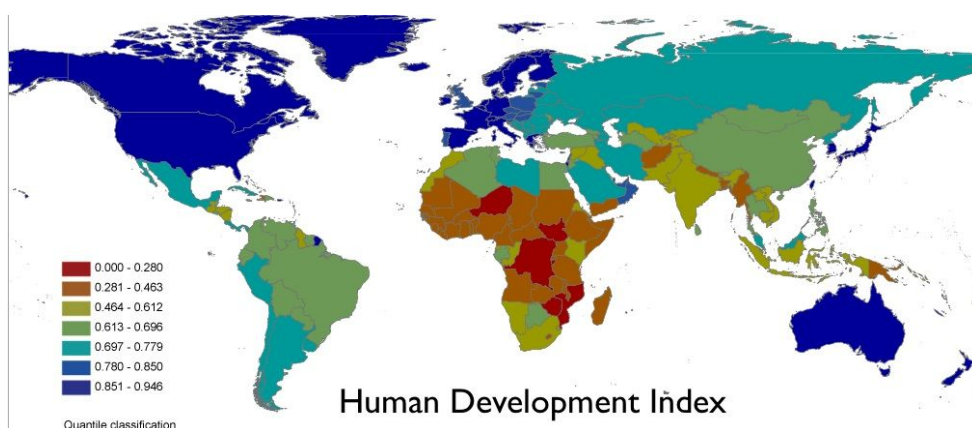 0.000 - 0.280
0.281 - 0.463
0.464 - 0.612
0.613 - 0.696
0.697 - 0.779
0.780 - 0.850
0.851 - 0.946
Human Development Index
Quantile classification